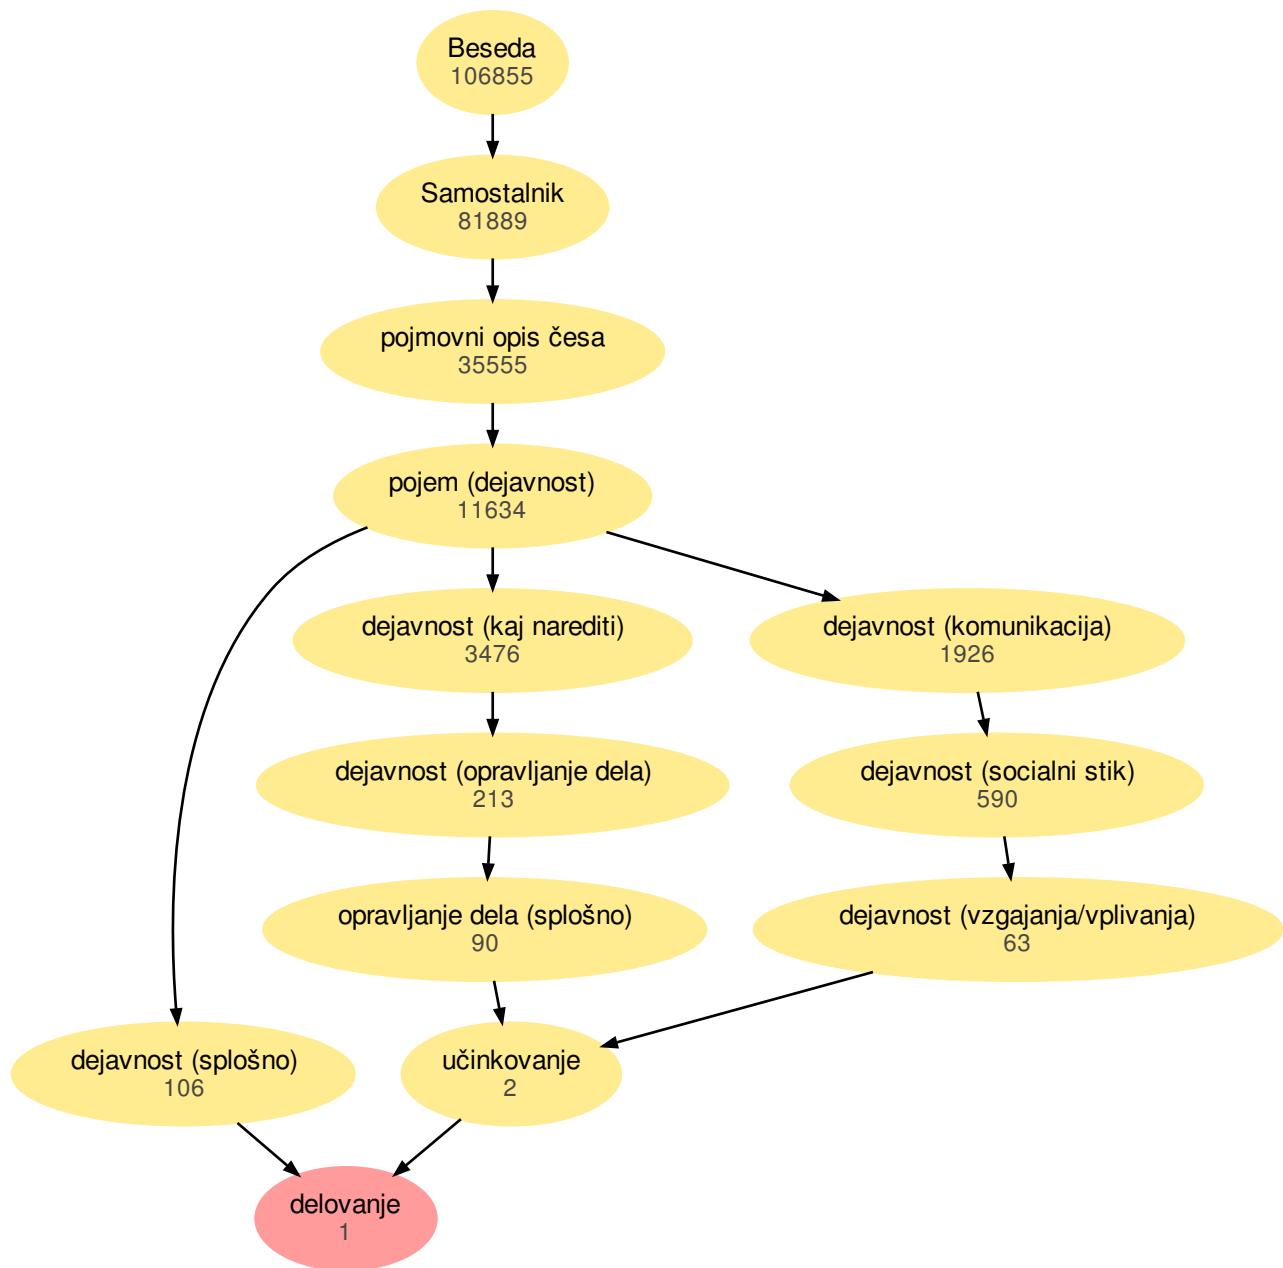 Beseda
106855
Samostalnik
81889
pojmovni opis česa
35555
pojem (dejavnost)
11634
dejavnost (kaj narediti)
3476
dejavnost (komunikacija)
1926
dejavnost (opravljanje dela)
213
dejavnost (socialni stik)
590
opravljanje dela (splošno)
90
dejavnost (vzgajanja/vplivanja)
63
dejavnost (splošno)
106
učinkovanje
2
delovanje
1